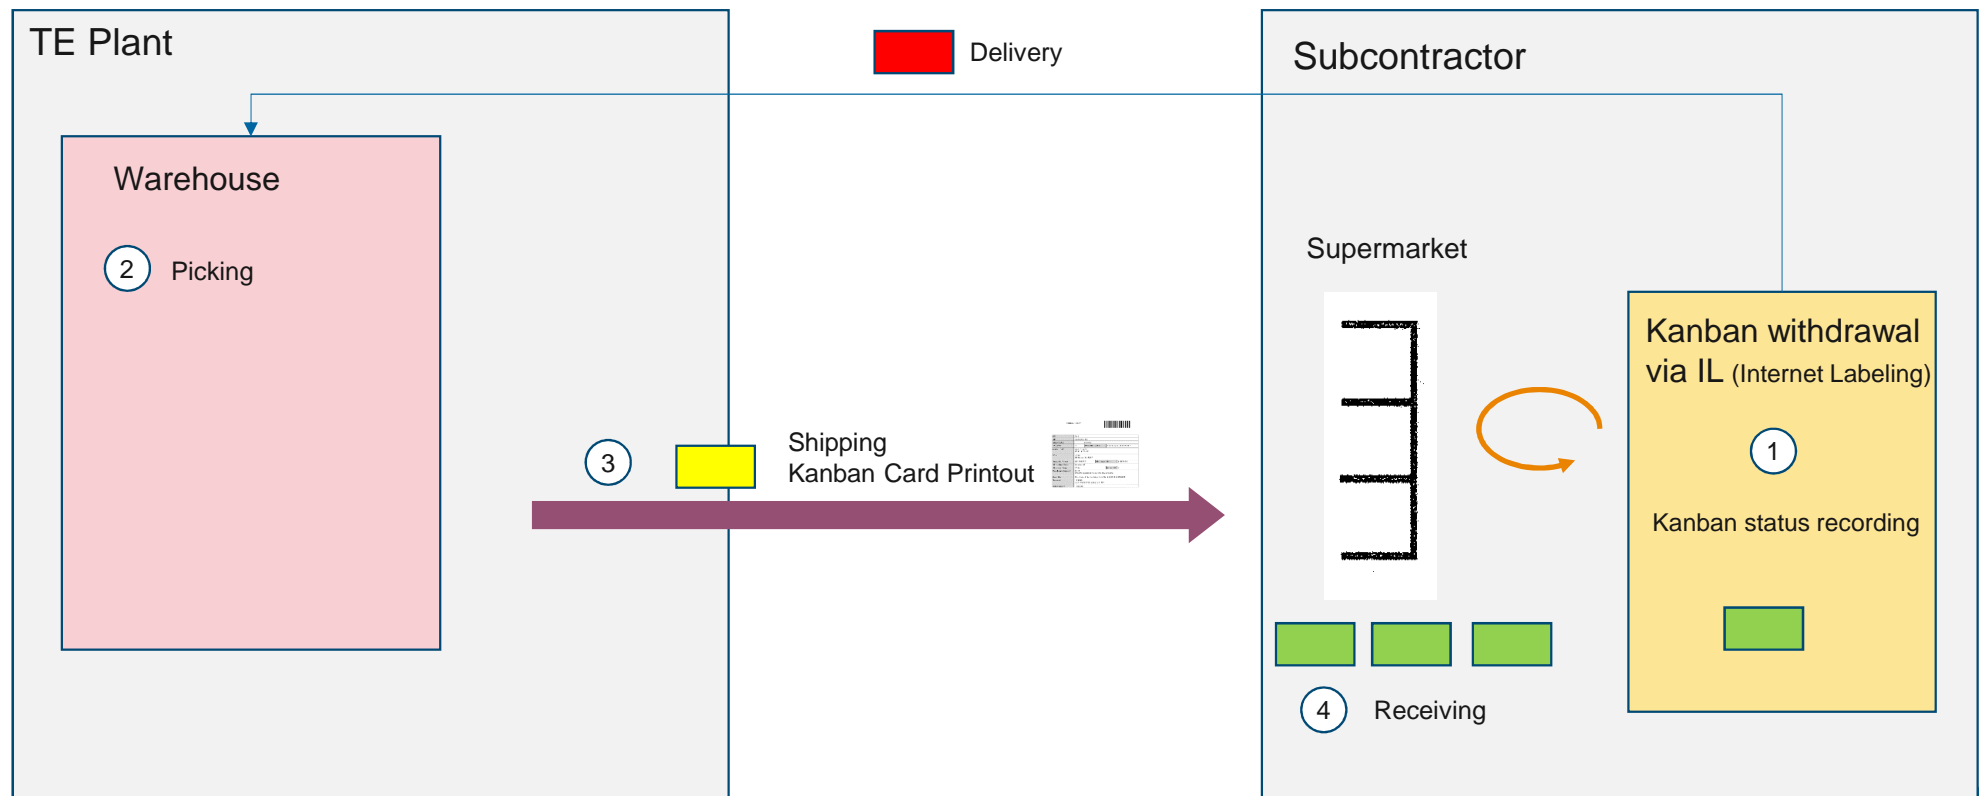 TE Plant
Delivery
Subcontractor
Warehouse
2
Picking
Supermarket
Kanban withdrawal
via IL (Internet Labeling)
1
Kanban status recording
3
Shipping
Kanban Card Printout
4
Receiving